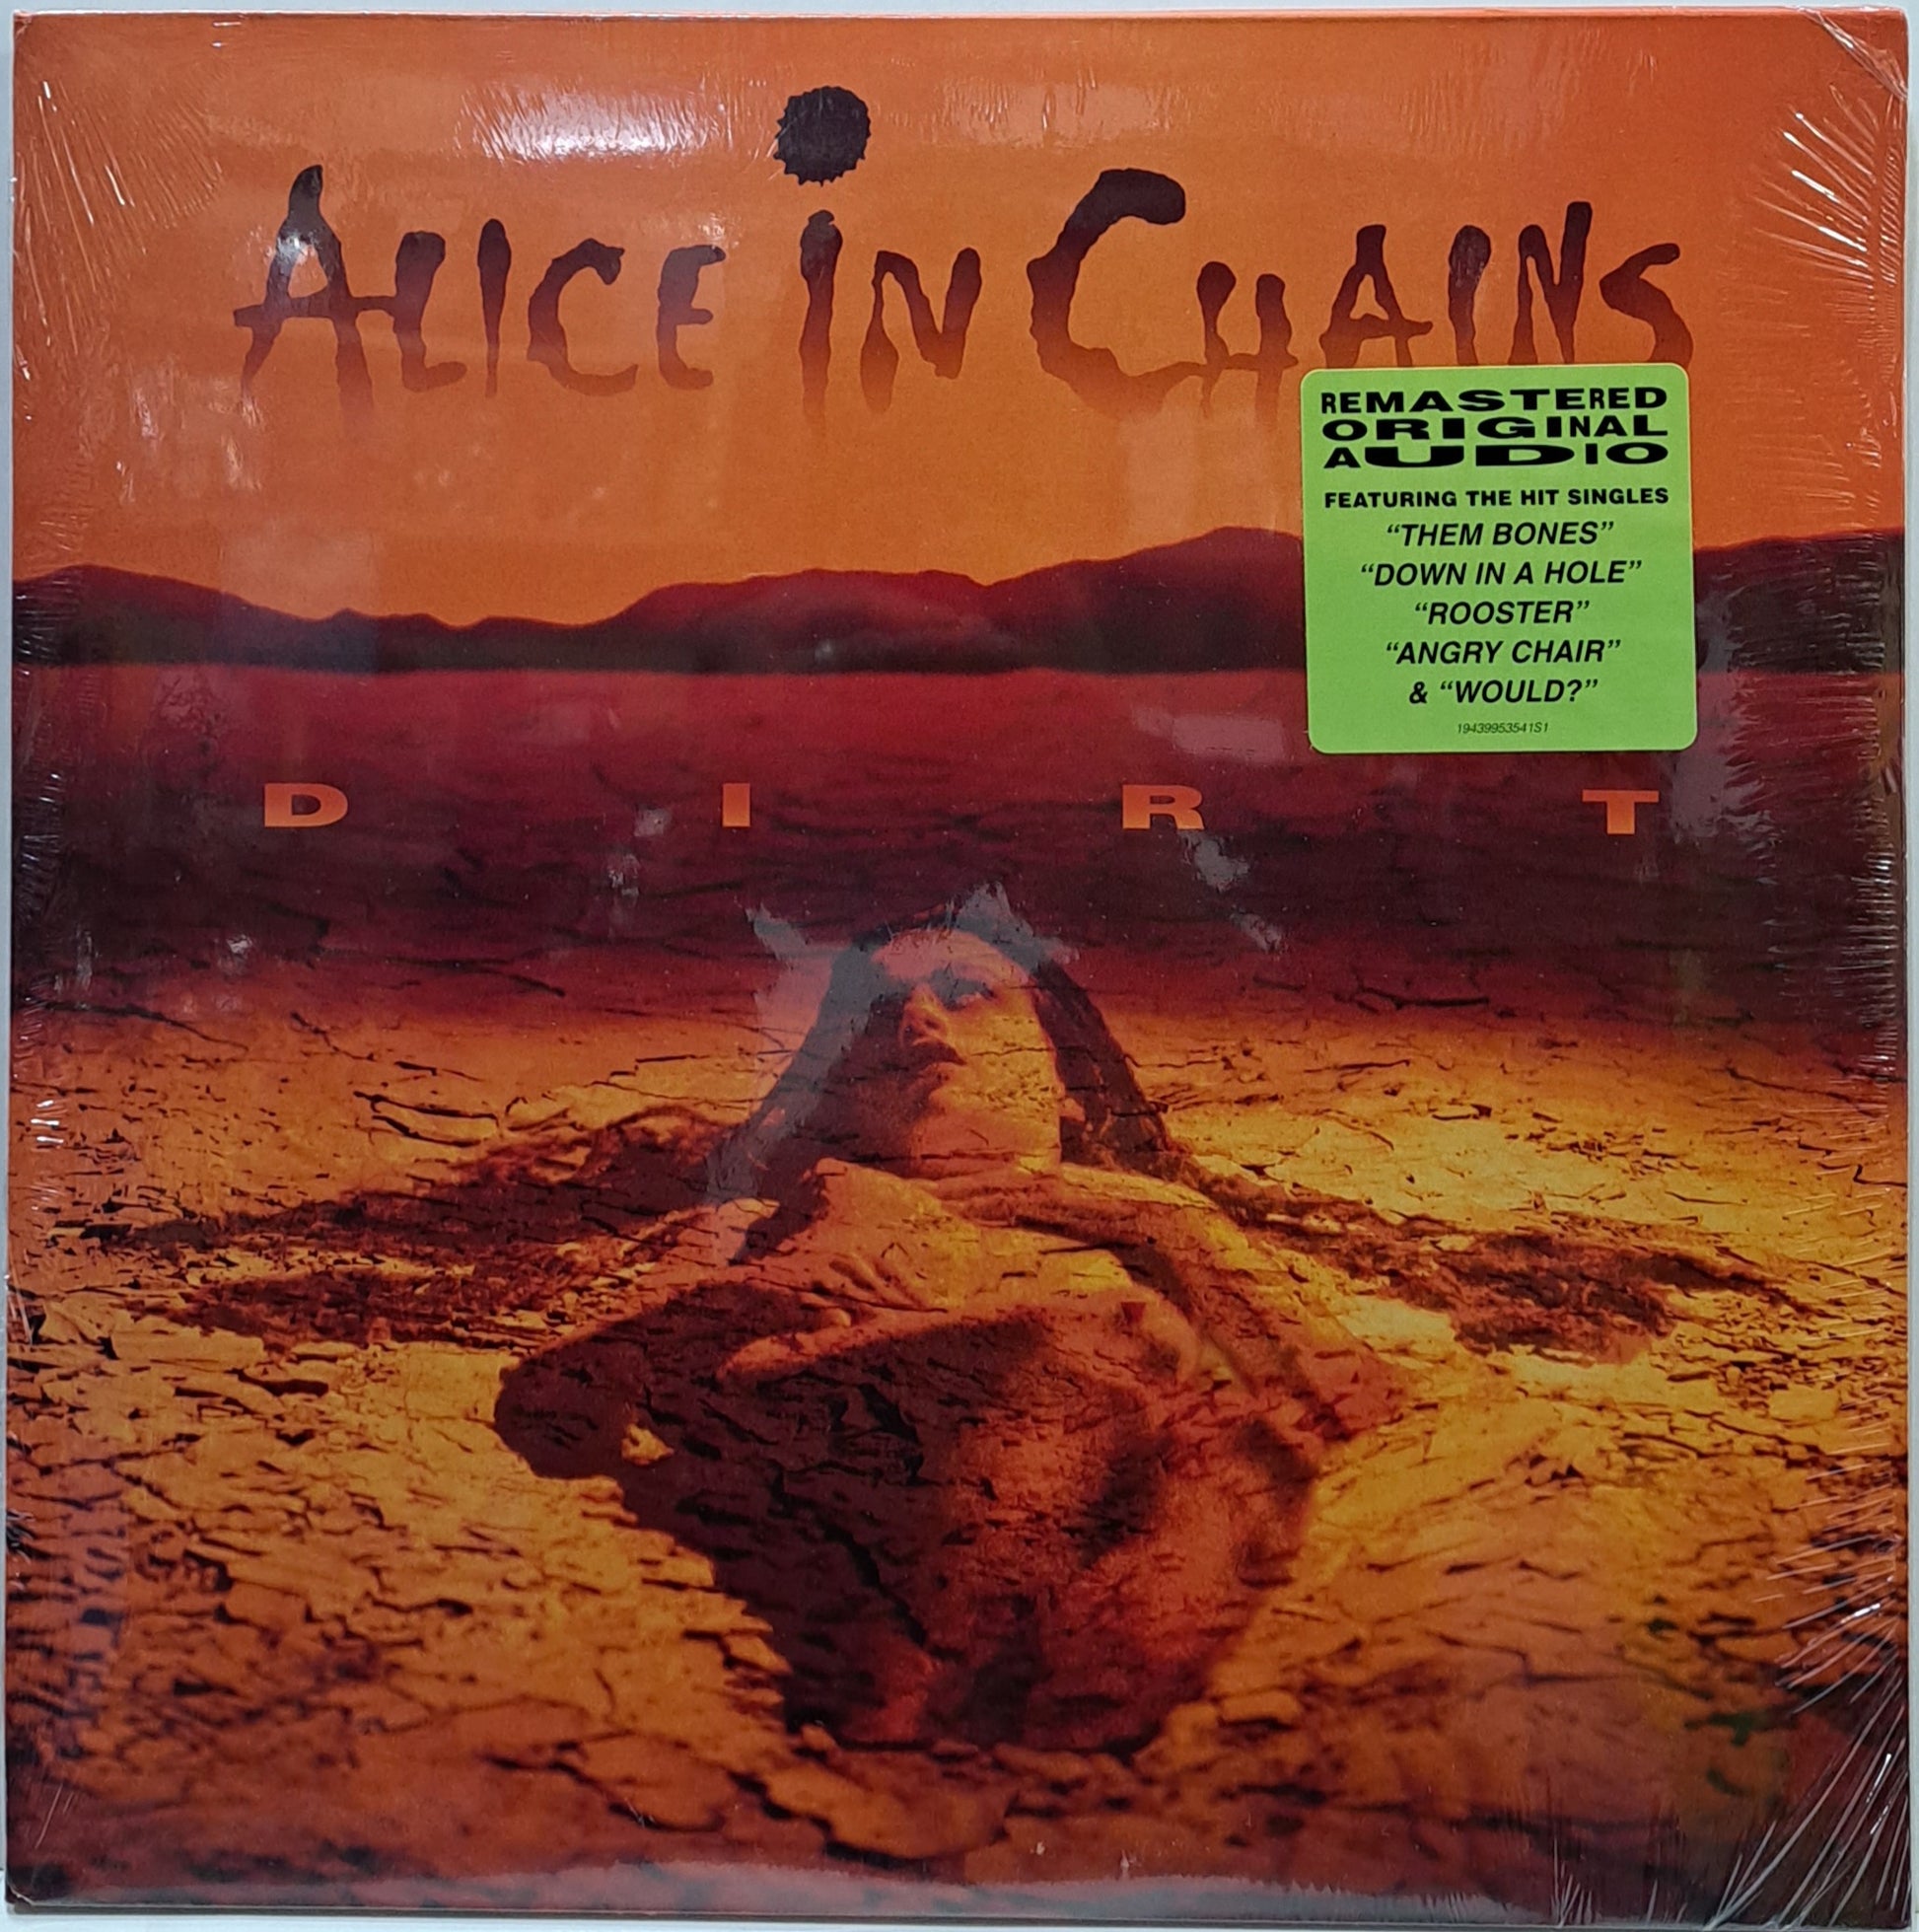 ALICE IN CHAINS
REMASTERED
ORIGINAL
AUDIO
FEATURING THE HIT SINGLES
“THEM BONES”
“DOWN IN A HOLE”
“ROOSTER”
“ANGRY CHAIR”
& “WOULD?”
19439953541S1
D I R T